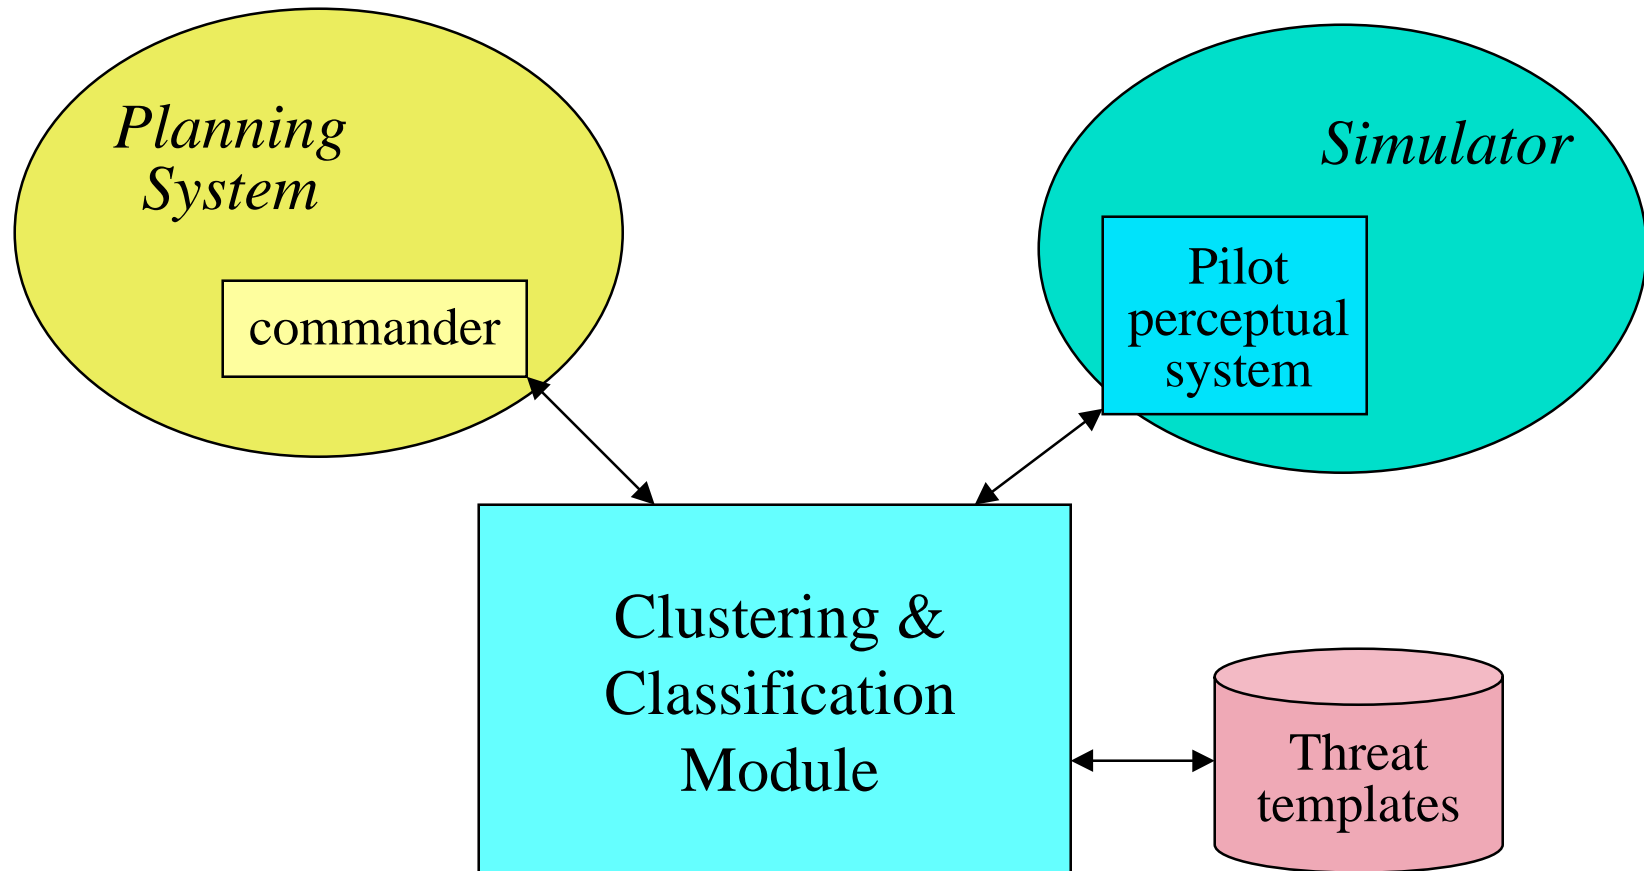 Planning
System
commander
Simulator
Pilot
perceptual
system
Clustering &
Classification
Module
Threat
templates